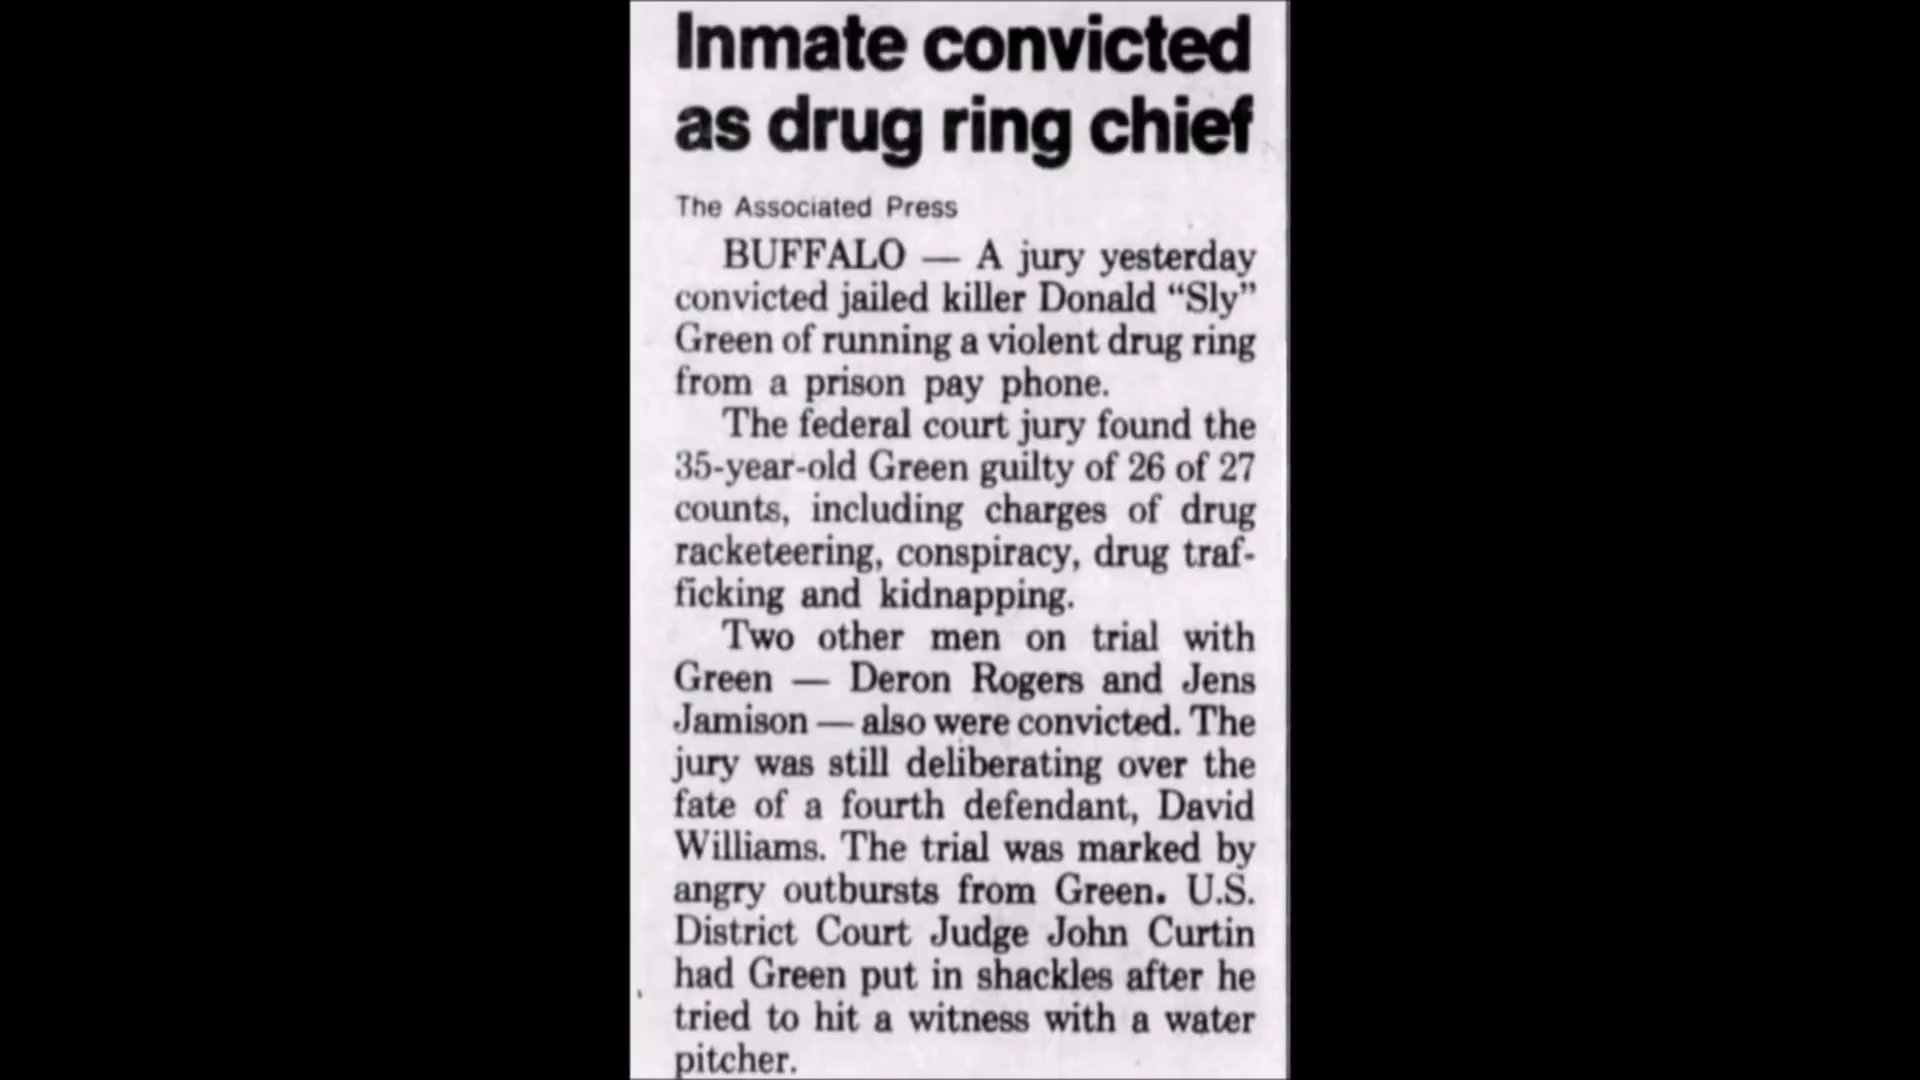 Inmate convicted
as drug ring chief
The Associated Press
BUFFALO — A jury yesterday
convicted jailed killer Donald “Sly”
Green of running a violent drug ring
from a prison pay phone.
The federal court jury found the
35-year-old Green guilty of 26 of 27
counts, including charges of drug
racketeering, conspiracy, drug traf-
ficking and kidnapping.
Two other men on trial with
Green — Deron Rogers and Jens
Jamison — also were convicted. The
jury was still deliberating over the
fate of a fourth defendant, David
Williams. The trial was marked by
angry outbursts from Green. U.S.
District Court Judge John Curtin
had Green put in shackles after he
tried to hit a witness with a water
pitcher.